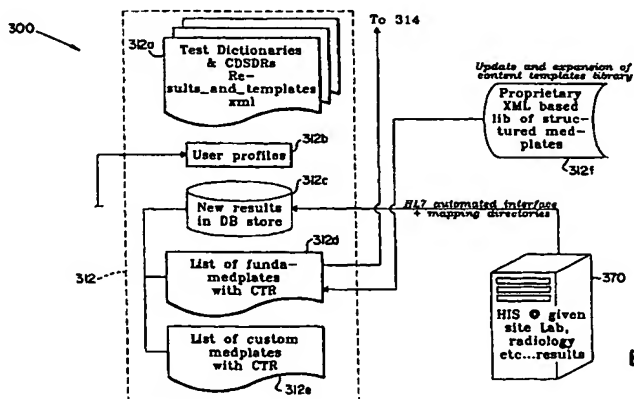 300
312a
Test Dictionaries
& CDSDRs
Re-
sults_and_templates
xml
To 314
Update and expansion of
content templates library
Proprietary
XML based
lib of struc-
tured med-
plates
312f
312b
User profiles
312c
New results
in DB store
HL7 automated interface
+ mapping directories
312d
312
List of funda-
medplates
with CTR
370
HIS @ given
site Lab,
radiology
etc...results
List of custom
medplates
with CTR
312e